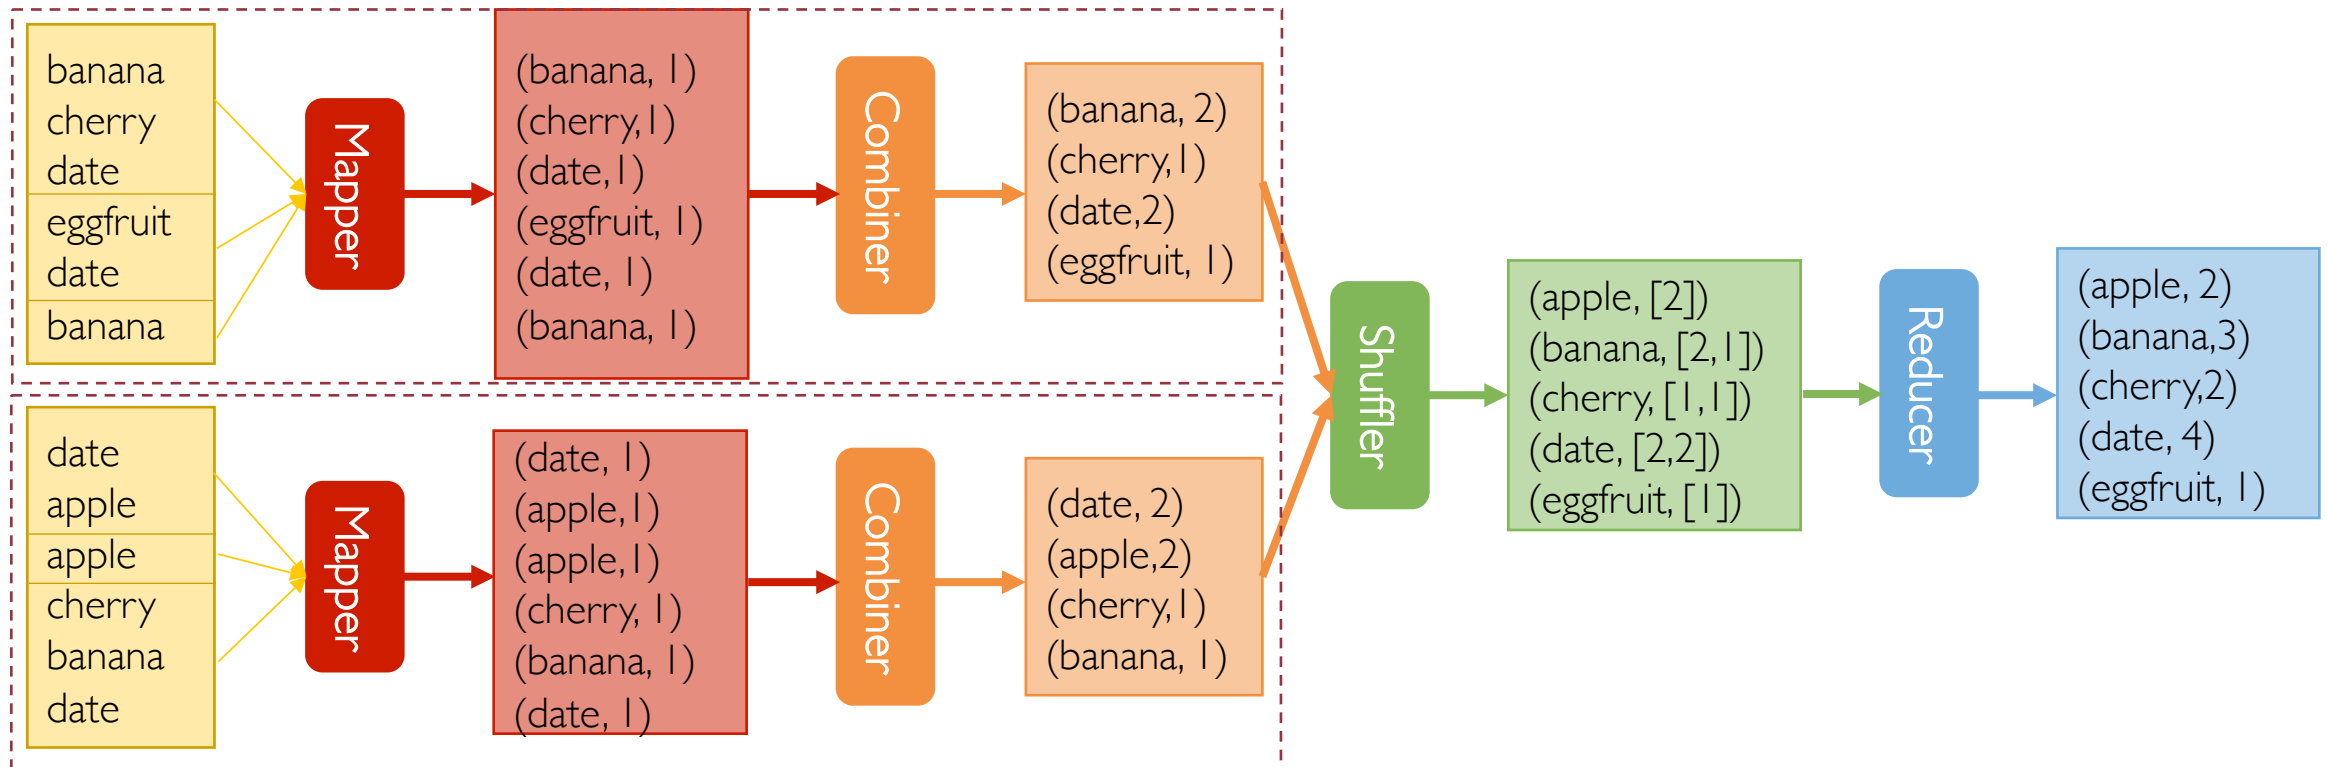 banana
cherry
date
eggfruit
date
banana
Mapper
(banana, 1)
(cherry,1)
(date,1)
(eggfruit, 1)
(date, 1)
(banana, 1)
Combiner
(banana, 2)
(cherry,1)
(date,2)
(eggfruit, 1)
date
apple
apple
cherry
banana
date
Mapper
(date, 1)
(apple,1)
(apple,1)
(cherry, 1)
(banana, 1)
(date, 1)
Combiner
(date, 2)
(apple,2)
(cherry,1)
(banana, 1)
Shuffler
(apple, [2])
(banana, [2,1])
(cherry, [1,1])
(date, [2,2])
(eggfruit, [1])
Reducer
(apple, 2)
(banana,3)
(cherry,2)
(date, 4)
(eggfruit, 1)